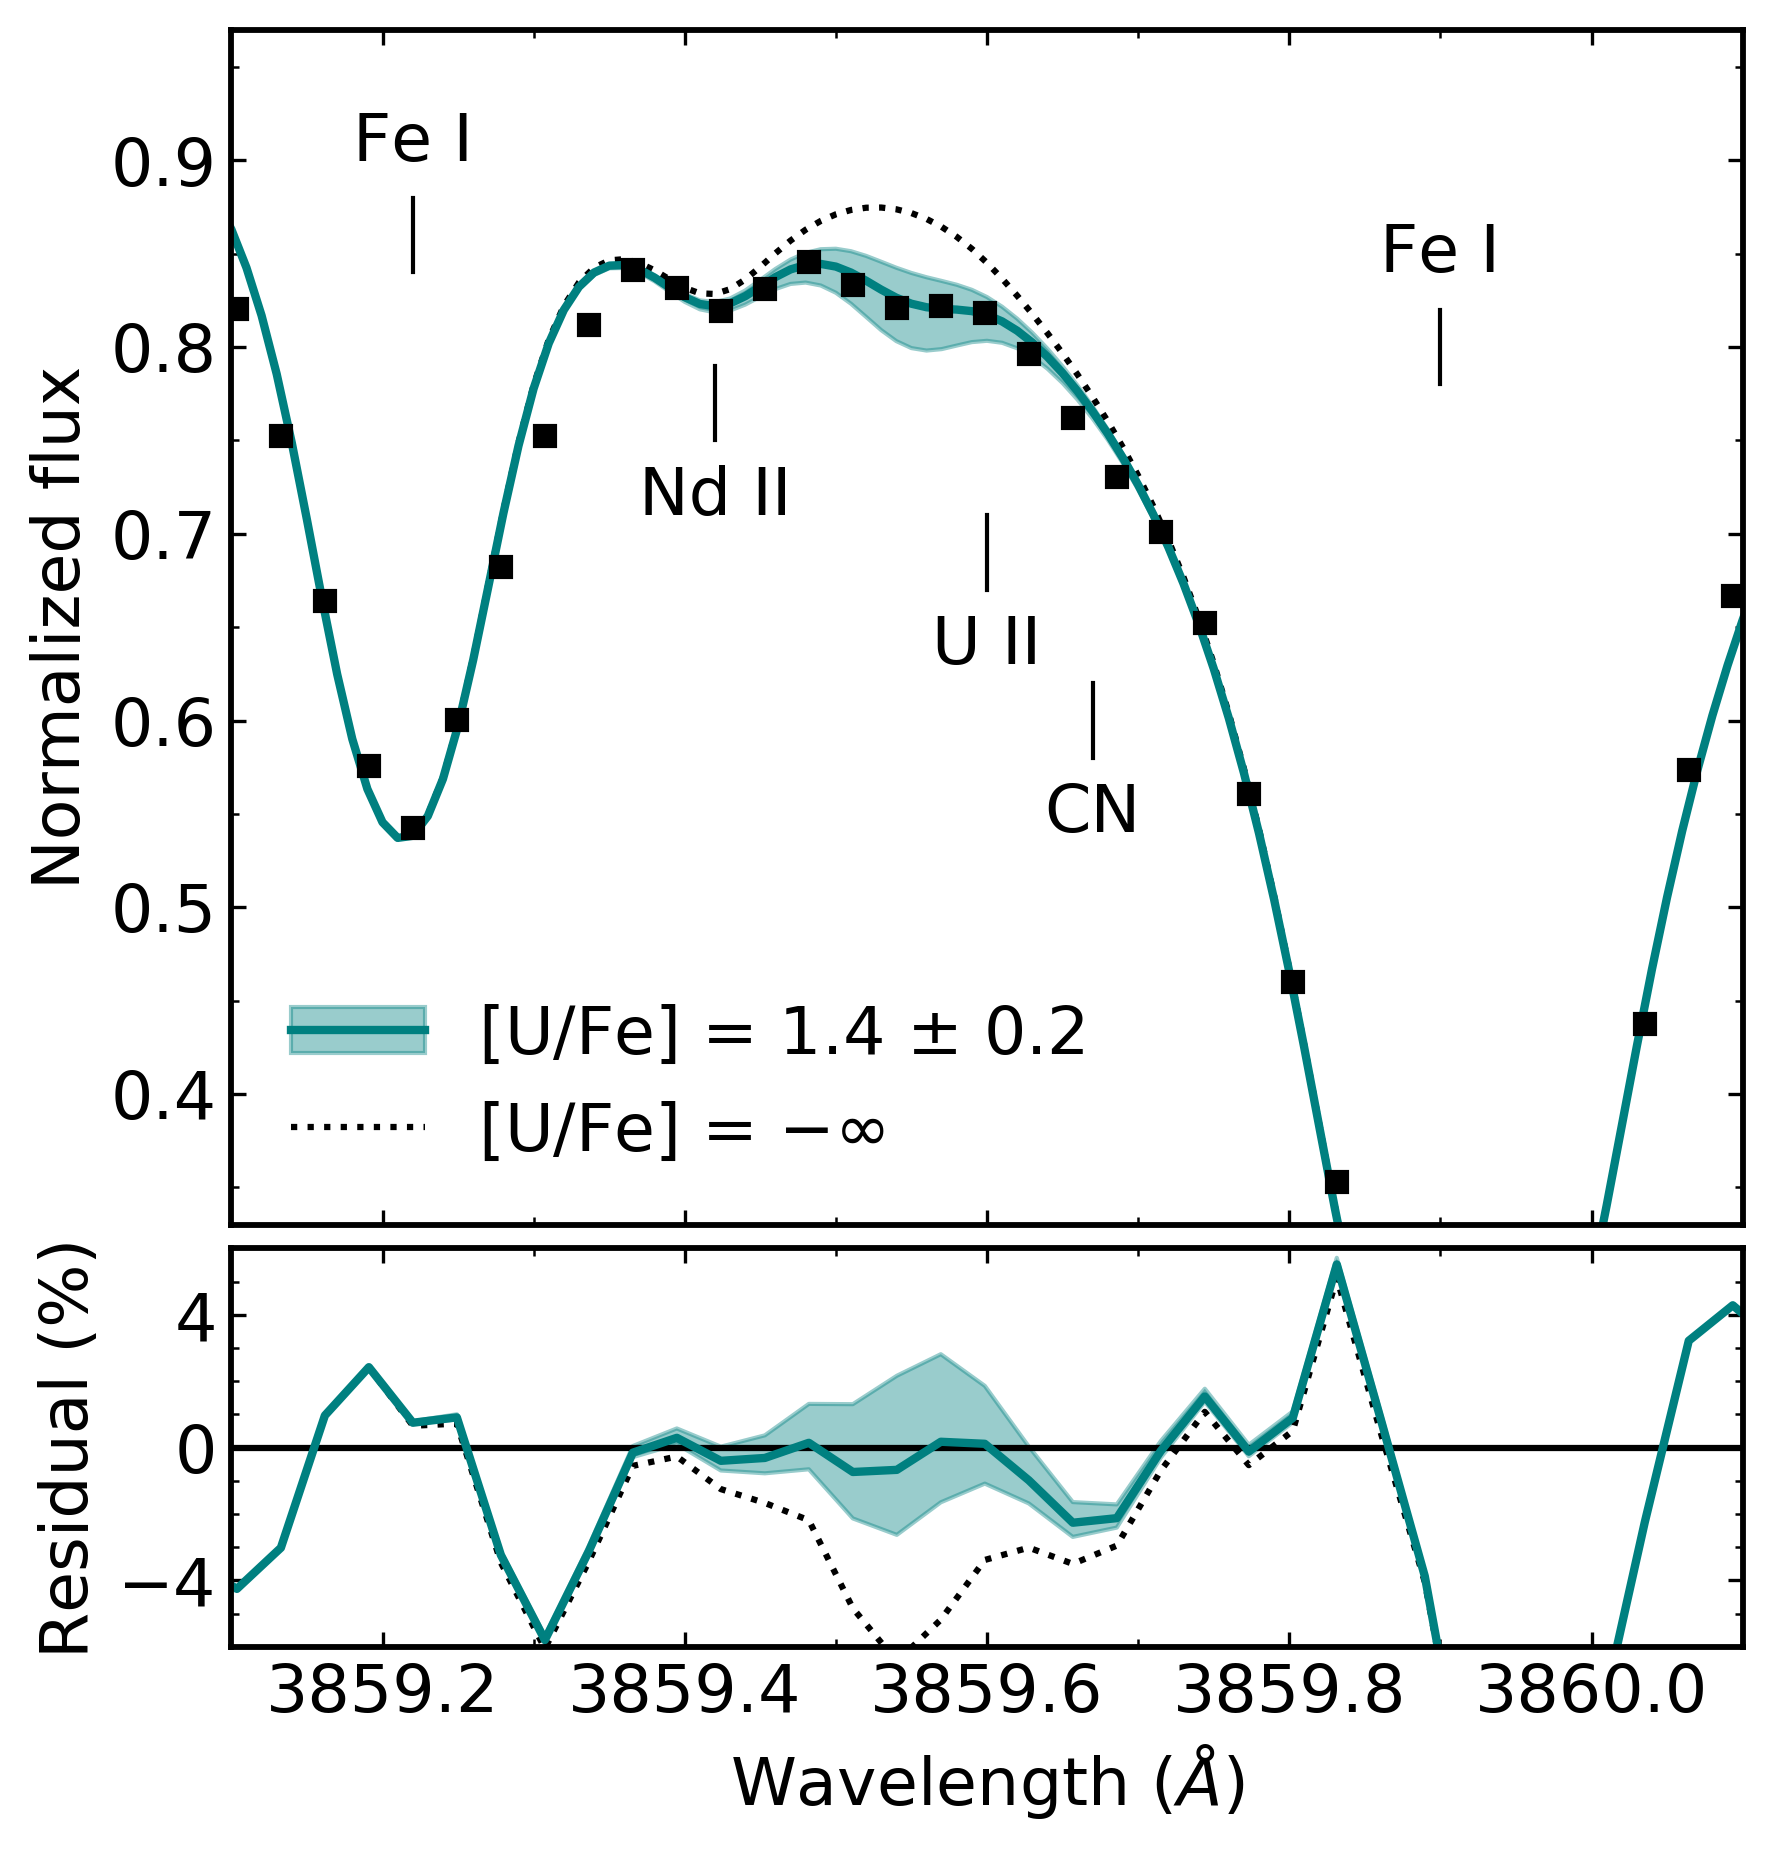 Fe I
Fe I
Nd II
U II
CN
0.9
0.8
0.7
0.6
0.5
0.4
Normalized flux
[U/Fe] = 1.4 ± 0.2
[U/Fe] = −∞
4
0
−4
Residual (%)
3859.2 3859.4 3859.6 3859.8 3860.0
Wavelength (Å)